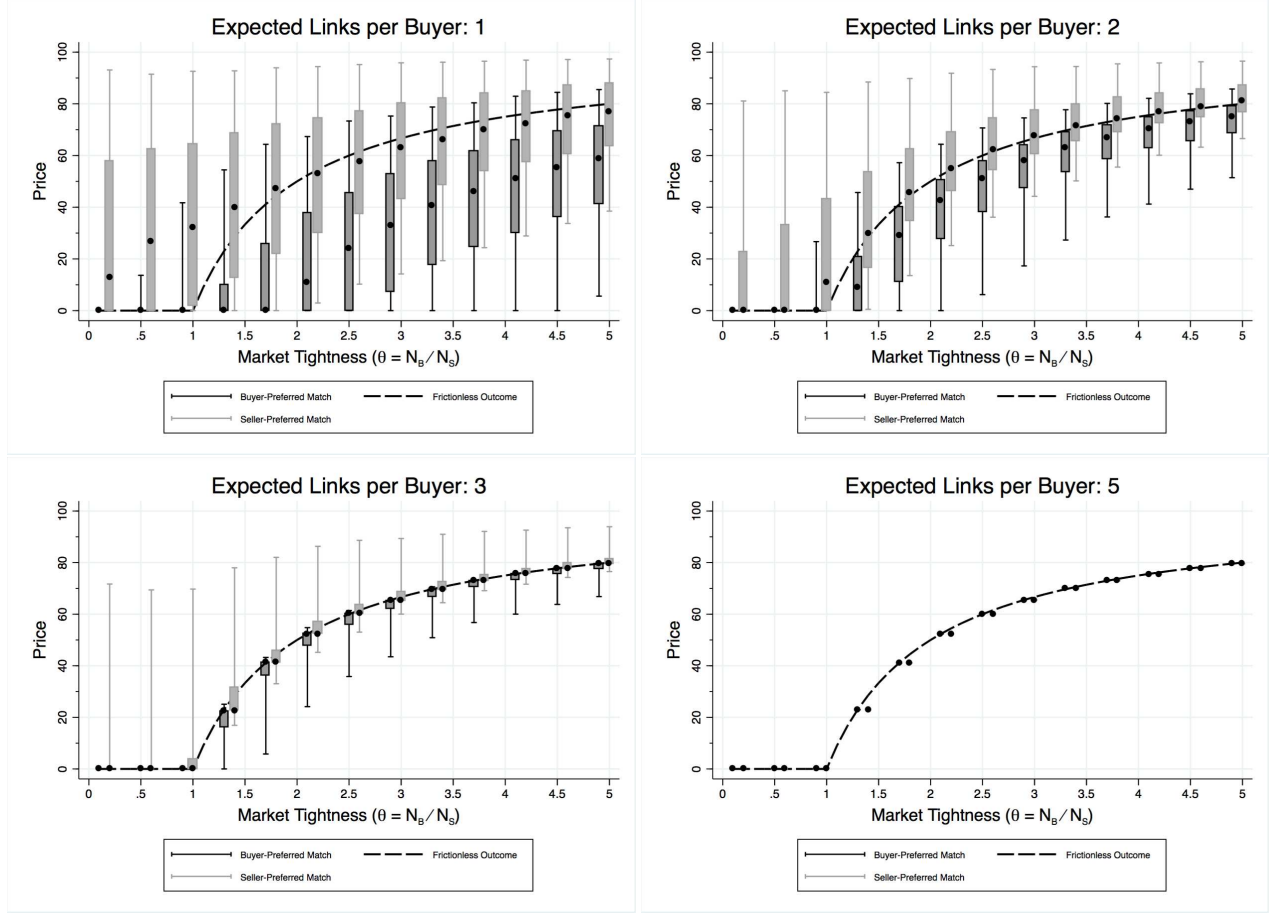 Expected Links per Buyer: 1
Price
100
80
60
40
20
0
0 .5 1 1.5 2 2.5 3 3.5 4 4.5 5
Market Tightness (θ = N_B / N_S)
Buyer-Preferred Match Frictionless Outcome
Seller-Preferred Match
Expected Links per Buyer: 2
Price
100
80
60
40
20
0
0 .5 1 1.5 2 2.5 3 3.5 4 4.5 5
Market Tightness (θ = N_B / N_S)
Buyer-Preferred Match Frictionless Outcome
Seller-Preferred Match
Expected Links per Buyer: 3
Price
100
80
60
40
20
0
0 .5 1 1.5 2 2.5 3 3.5 4 4.5 5
Market Tightness (θ = N_B / N_S)
Buyer-Preferred Match Frictionless Outcome
Seller-Preferred Match
Expected Links per Buyer: 5
Price
100
80
60
40
20
0
0 .5 1 1.5 2 2.5 3 3.5 4 4.5 5
Market Tightness (θ = N_B / N_S)
Buyer-Preferred Match Frictionless Outcome
Seller-Preferred Match